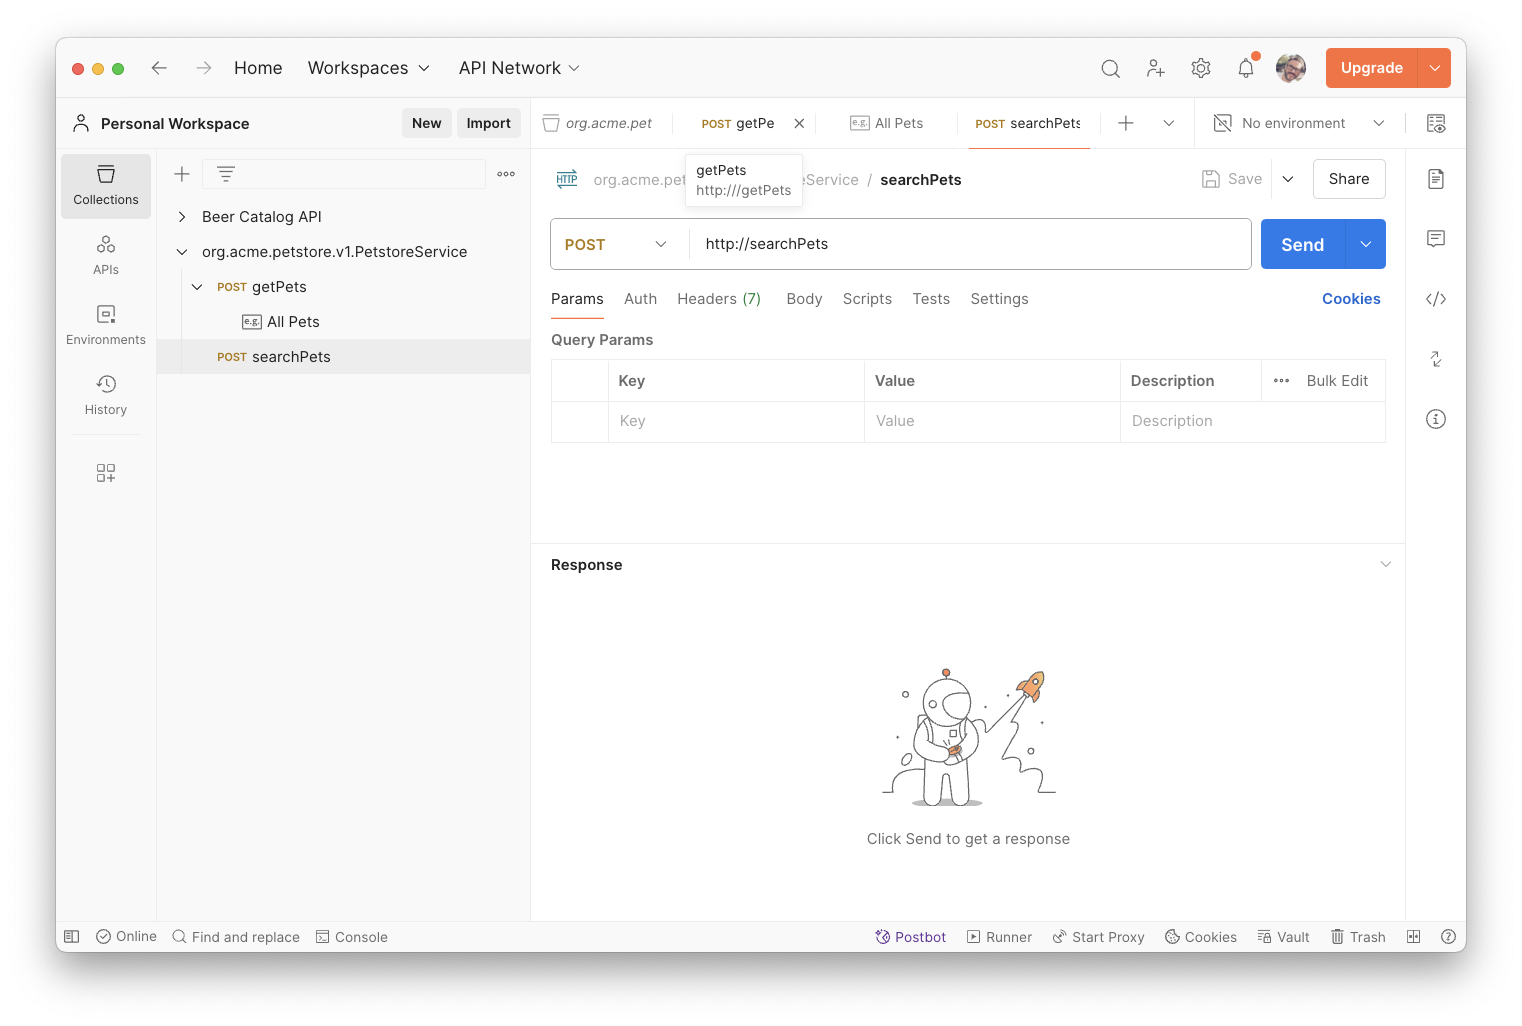 Home Workspaces API Network Upgrade
Personal Workspace New Import org.acme.pet POST getPe All Pets POST searchPets No environment
Collections
APIs
Environments
History
Beer Catalog API
org.acme.petstore.v1.PetstoreService
POST getPets
e.g. All Pets
POST searchPets
getPets
http:///getPets
HTTP org.acme.pet eService / searchPets Save Share
POST http://searchPets Send
Params Auth Headers (7) Body Scripts Tests Settings Cookies
Query Params
Key Value Description Bulk Edit
Key Value Description
Response
Click Send to get a response
Online Find and replace Console Postbot Runner Start Proxy Cookies Vault Trash